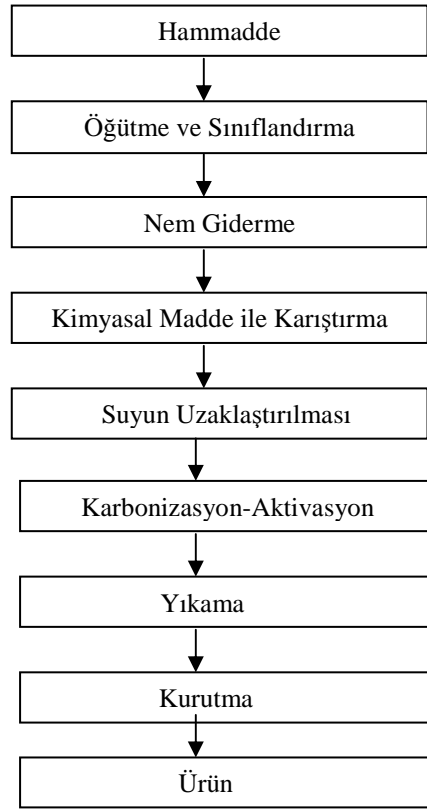 Hammadde
Öğütme ve Sınıflandırma
Nem Giderme
Kimyasal Madde ile Karıştırma
Suyun Uzaklaştırılması
Karbonizasyon-Aktivasyon
Yıkama
Kurutma
Ürün